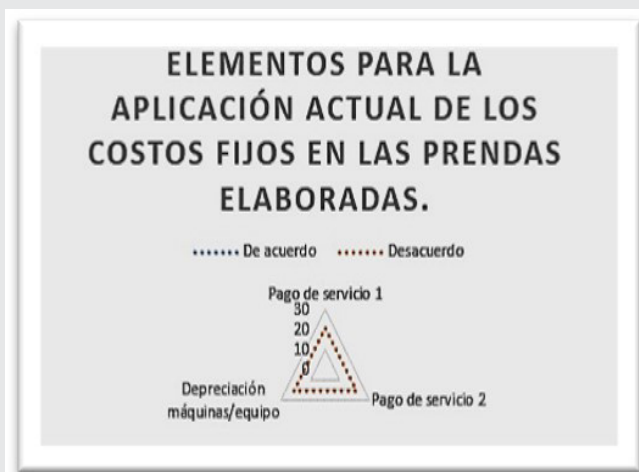 ELEMENTOS PARA LA
APLICACIÓN ACTUAL DE LOS
COSTOS FIJOS EN LAS PRENDAS
ELABORADAS.
De acuerdo Desacuerdo
Pago de servicio 1
30
20
10
0
Depreciación
máquinas/equipo
Pago de servicio 2